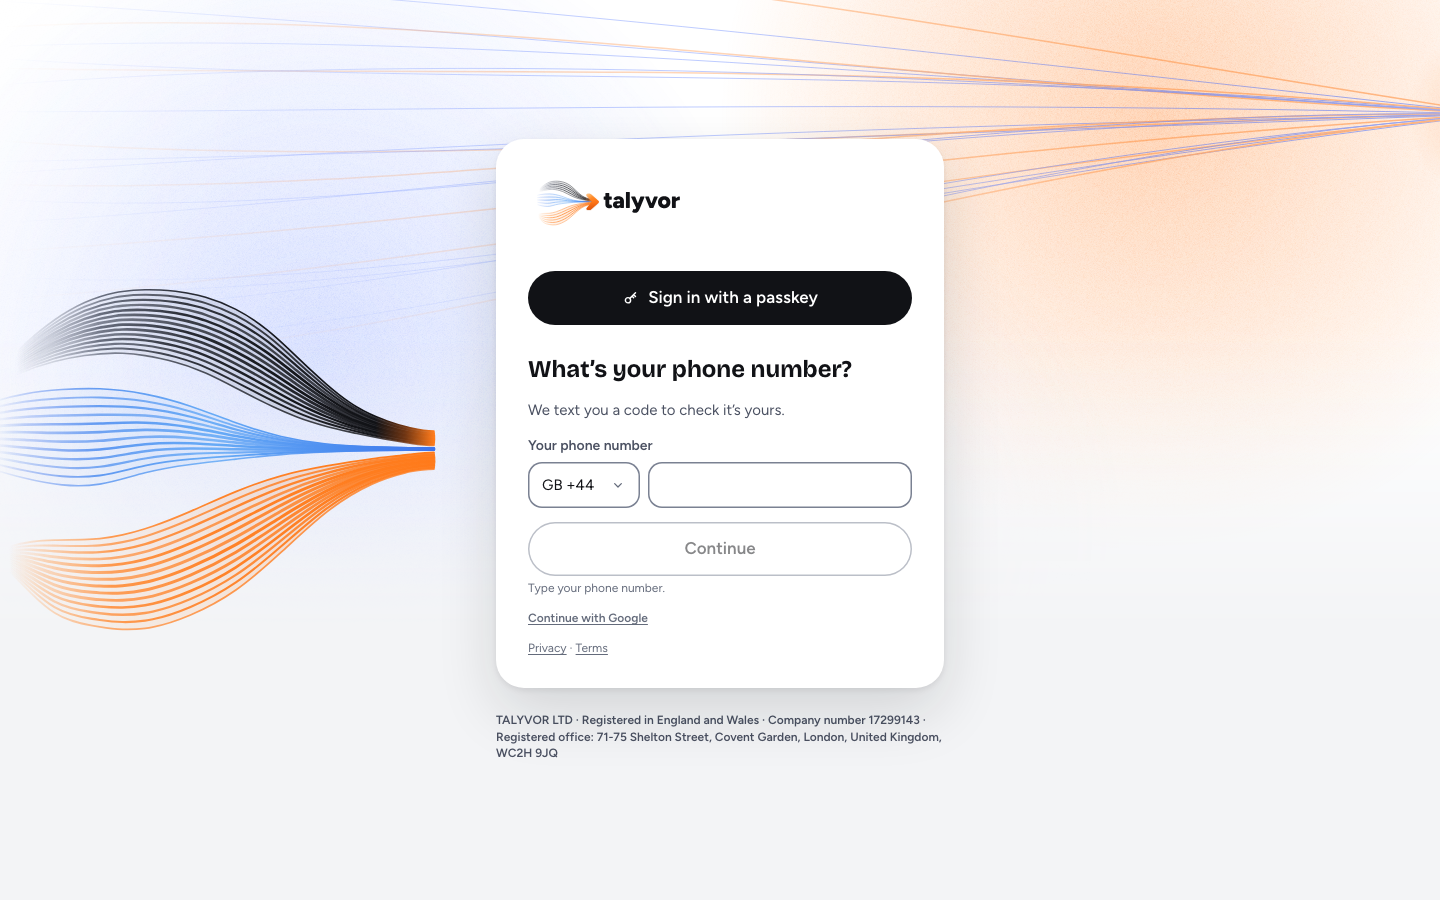 talyvor
Sign in with a passkey
What's your phone number?
We text you a code to check it's yours.
Your phone number
GB +44
Continue
Type your phone number.
Continue with Google
Privacy · Terms
TALYVOR LTD · Registered in England and Wales · Company number 17299143 ·
Registered office: 71-75 Shelton Street, Covent Garden, London, United Kingdom,
WC2H 9JQ